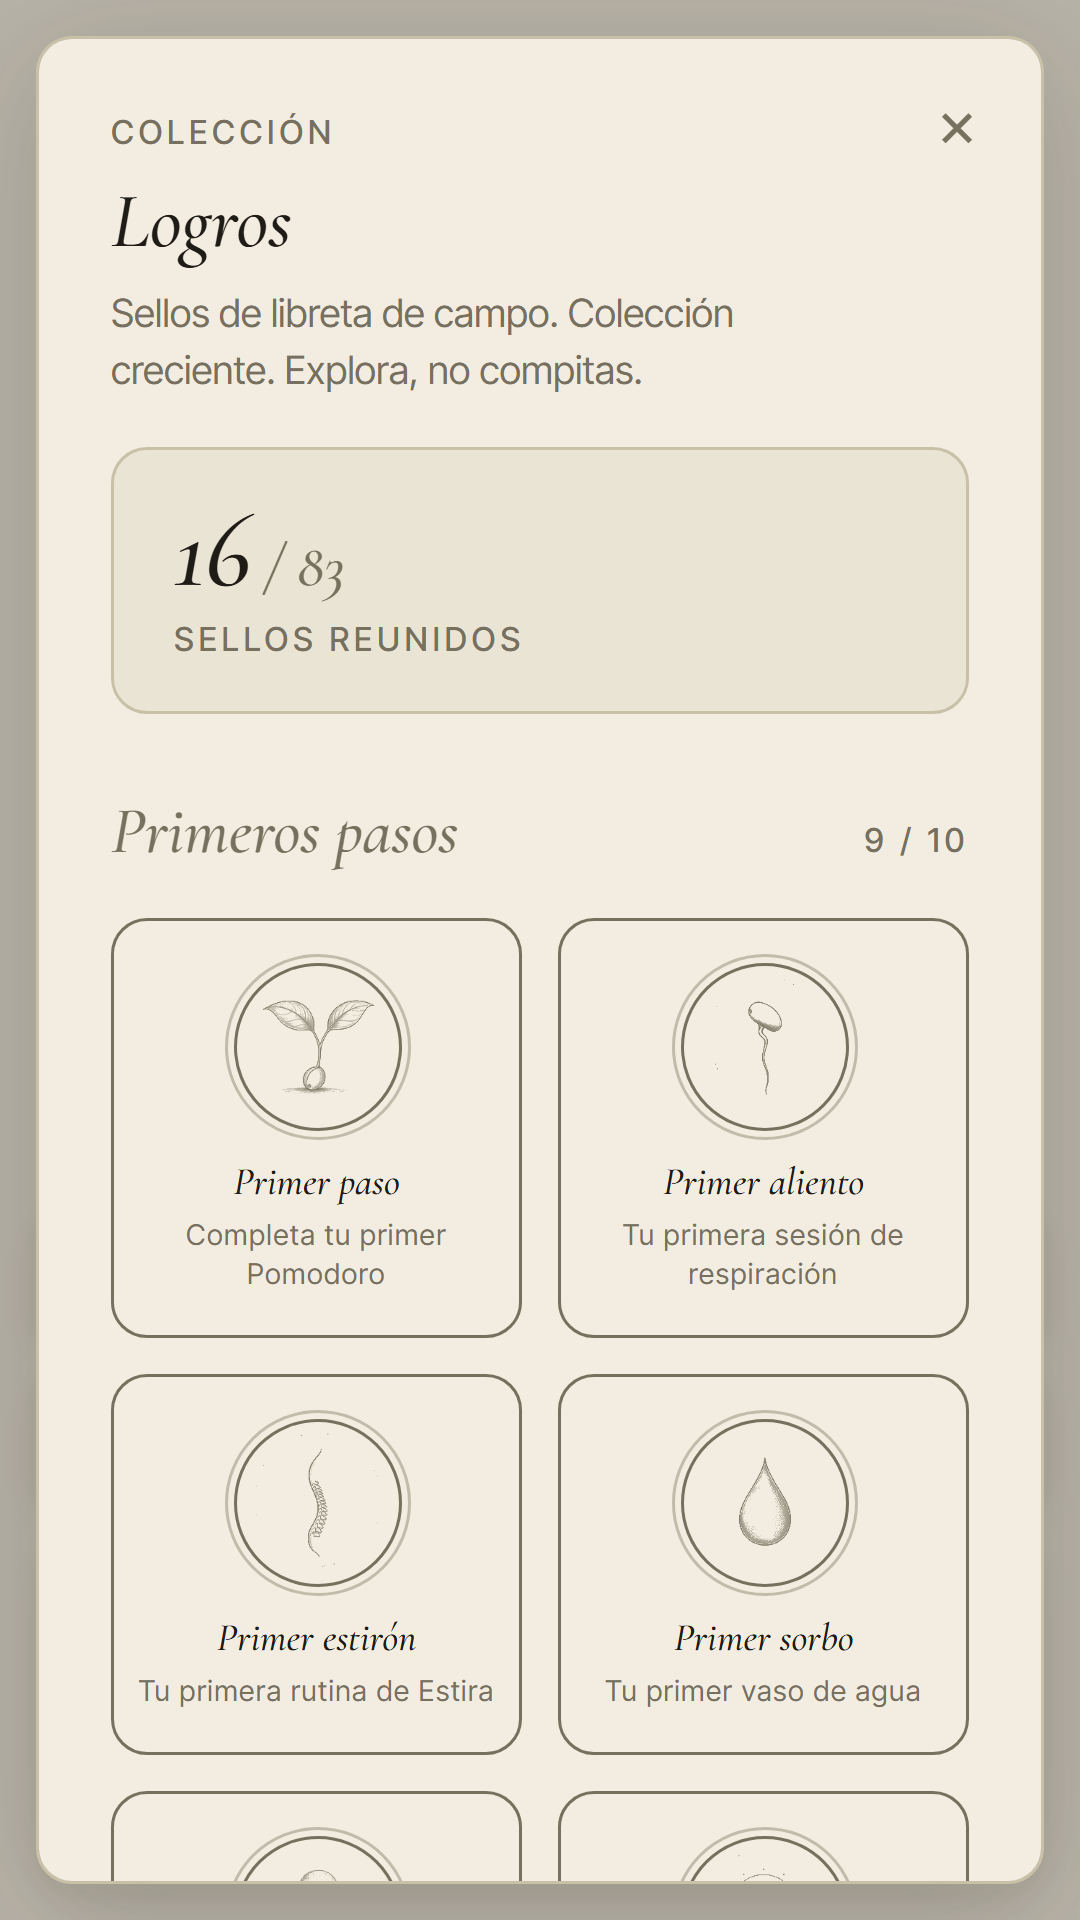 COLECCIÓN
Logros
Sellos de libreta de campo. Colección
creciente. Explora, no compitas.
16 / 83
SELLOS REUNIDOS
Primeros pasos
9 / 10
Primer paso
Completa tu primer
Pomodoro
Primer aliento
Tu primera sesión de
respiración
Primer estirón
Tu primera rutina de Estira
Primer sorbo
Tu primer vaso de agua